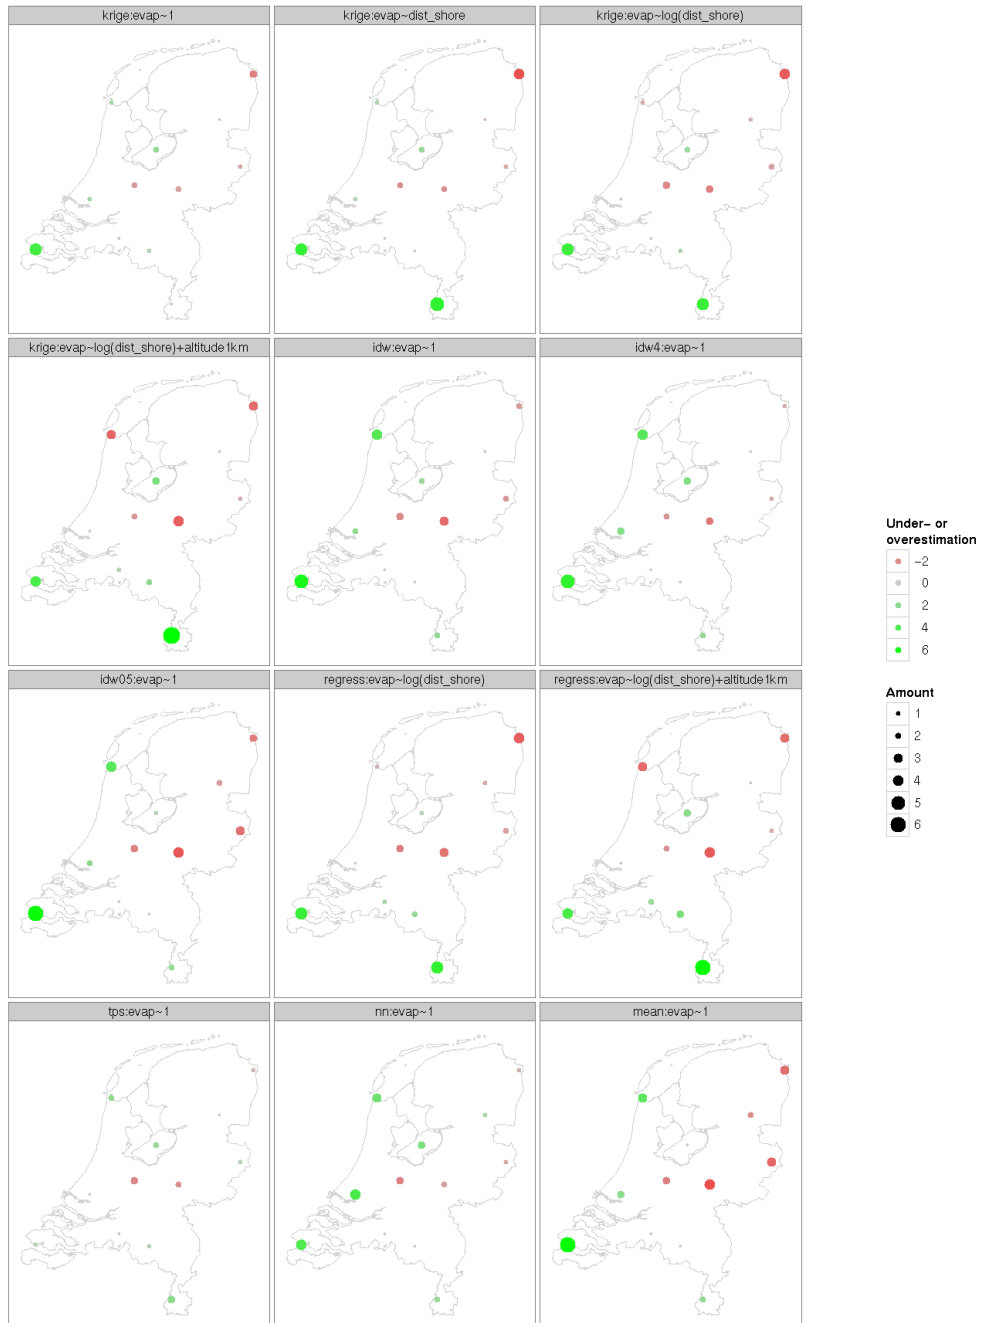 krige:evap~1
krige:evap~dist_shore
krige:evap~log(dist_shore)
krige:evap~log(dist_shore)+altitude1km
idw:evap~1
idw4:evap~1
idw05:evap~1
regress:evap~log(dist_shore)
regress:evap~log(dist_shore)+altitude1km
tps:evap~1
nn:evap~1
mean:evap~1
Under− or
overestimation
−2
0
2
4
6
Amount
1
2
3
4
5
6